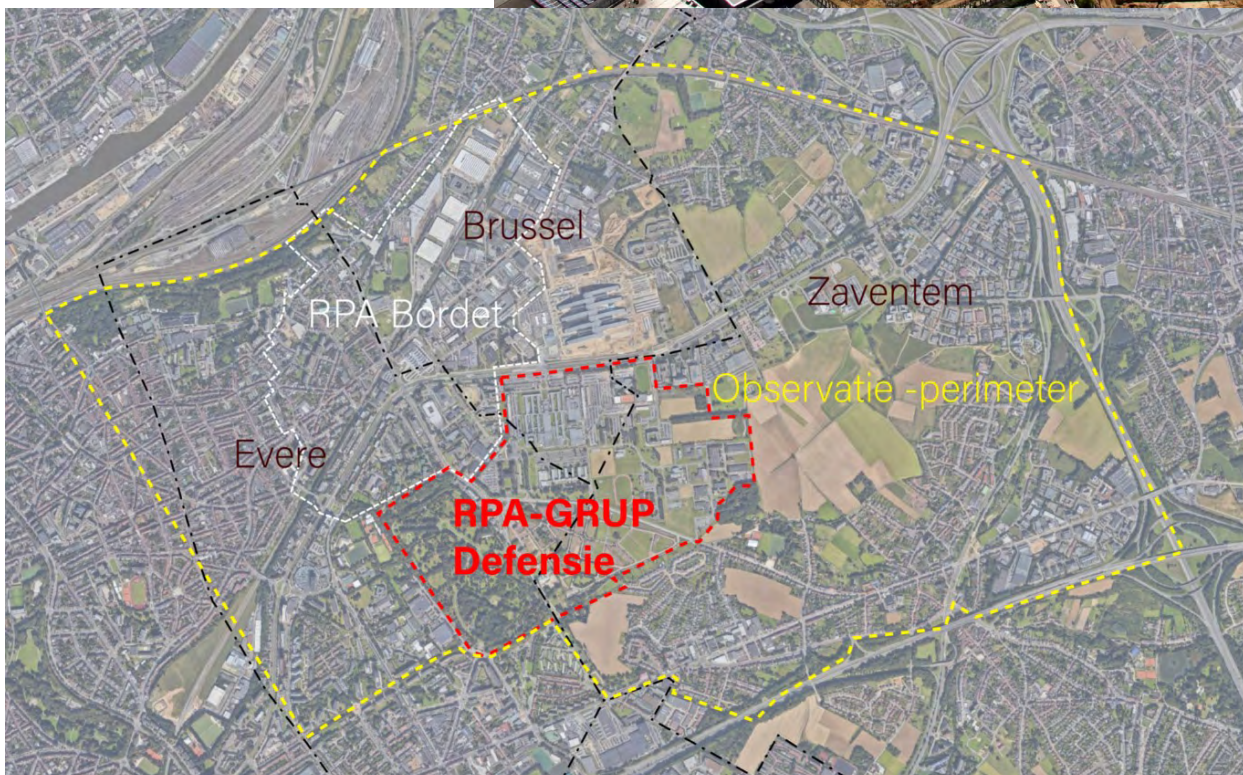 Brussel
Zaventem
RPA Bordet
Observatie -perimeter
Evere
RPA-GRUP
Defensie